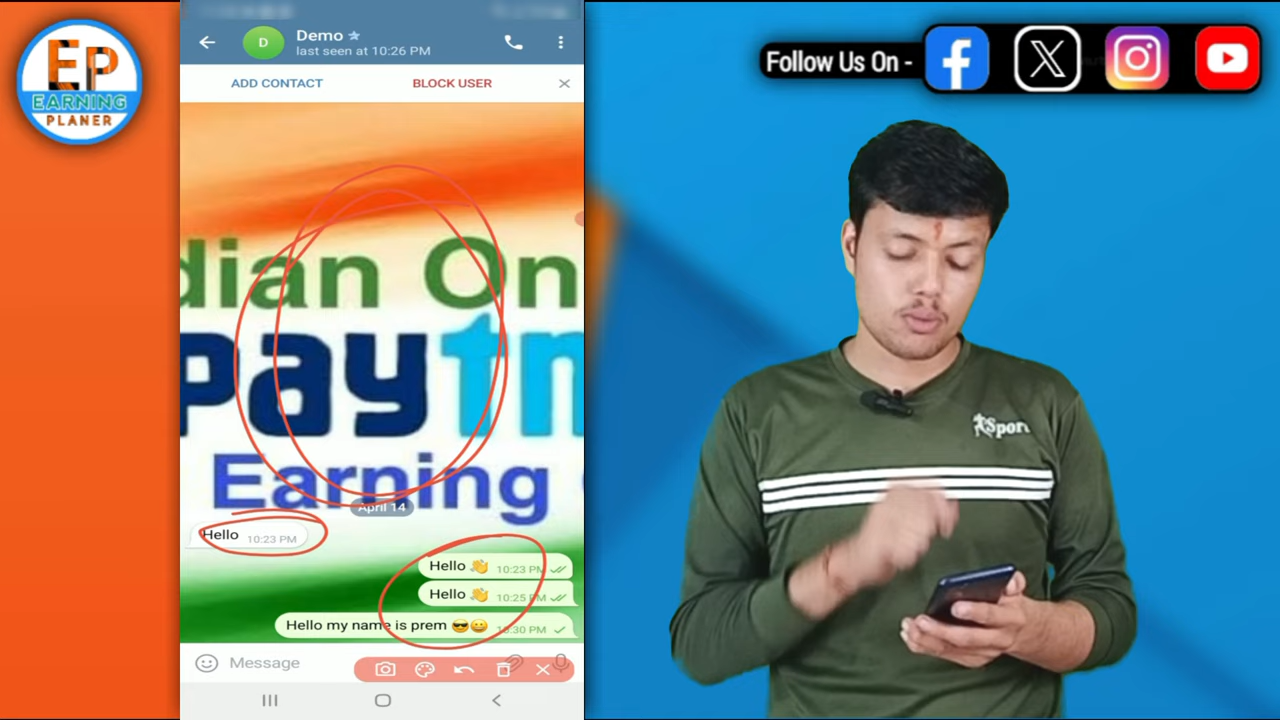 EP
EARNING
PLANER
D
Demo
last seen at 10:26 PM
ADD CONTACT
BLOCK USER
dian On
Payt
Earning
April 14
Hello 10:23 PM
Hello 👋 10:23 PM
Hello 👋 10:25 PM
Hello my name is prem 😎😀 10:30 PM
Message
Follow Us On -
Sport